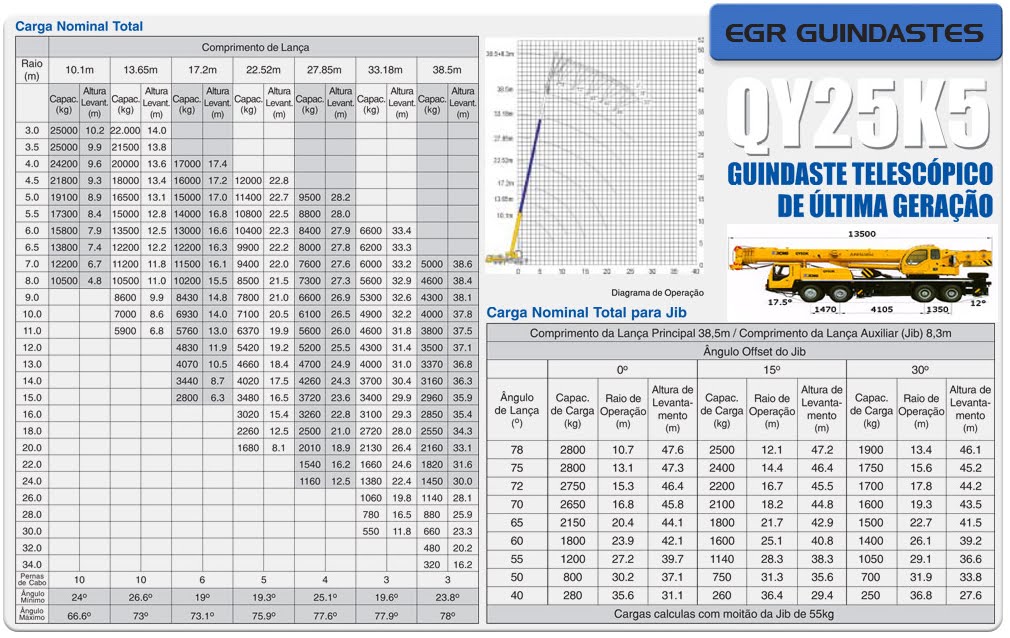 Carga Nominal Total
Comprimento de Lança
Raio (m) 10.1m 13.65m 17.2m 22.52m 27.85m 33.18m 38.5m
Capac. (kg) Altura Levant. (m) Capac. (kg) Altura Levant. (m) Capac. (kg) Altura Levant. (m) Capac. (kg) Altura Levant. (m) Capac. (kg) Altura Levant. (m) Capac. (kg) Altura Levant. (m) Capac. (kg) Altura Levant. (m)
3.0 25000 10.2 22.000 14.0
3.5 25000 9.9 21500 13.8
4.0 24200 9.6 20000 13.6 17000 17.4
4.5 21800 9.3 18000 13.4 16000 17.2 12000 22.8
5.0 19100 8.9 16500 13.1 15000 17.0 11400 22.7 9500 28.2
5.5 17300 8.4 15000 12.8 14000 16.8 10800 22.5 8800 28.0
6.0 15800 7.9 13500 12.5 13000 16.6 10400 22.3 8400 27.9 6600 33.4
6.5 13800 7.4 12200 12.2 12200 16.3 9900 22.2 8000 27.8 6200 33.3
7.0 12200 6.7 11200 11.8 11500 16.1 9400 22.0 7600 27.6 6000 33.2 5000 38.6
8.0 10500 4.8 10500 11.0 10200 15.5 8500 21.5 7300 27.3 5600 32.9 4600 38.4
9.0 8600 9.9 8430 14.8 7800 21.0 6600 26.9 5300 32.6 4300 38.1
10.0 7000 8.6 6930 14.0 7100 20.5 6100 26.5 4900 32.2 4000 37.8
11.0 5900 6.8 5760 13.0 6370 19.9 5600 26.0 4600 31.8 3800 37.5
12.0 4830 11.9 5420 19.2 5200 25.5 4300 31.4 3500 37.1
13.0 4070 10.5 4660 18.4 4700 24.9 4000 31.0 3370 36.8
14.0 3440 8.7 4020 17.5 4260 24.3 3700 30.4 3160 36.3
15.0 2800 6.3 3480 16.5 3720 23.6 3400 29.9 2960 35.9
16.0 3020 15.4 3260 22.8 3100 29.3 2850 35.4
18.0 2260 12.5 2500 21.0 2720 28.0 2550 34.3
20.0 1680 8.1 2010 18.9 2130 26.4 2160 33.1
22.0 1540 16.2 1660 24.6 1820 31.6
24.0 1160 12.5 1380 22.4 1450 30.0
26.0 1060 19.8 1140 28.1
28.0 780 16.5 880 25.9
30.0 550 11.8 660 23.3
32.0 480 20.2
34.0 320 16.2
Pernas de Cabo 10 10 6 5 4 3 3
Ângulo Mínimo 24º 26.6º 19º 19.3º 25.1º 19.6º 23.8º
Ângulo Máximo 66.6º 73º 73.1º 75.9º 77.6º 77.9º 78º
38.5+8.3m
38.5m
33.18m
27.85m
22.52m
17.2m
13.65m
10.1m
0 5 10 15 20 25 30 35 40
Diagrama de Operação
EGR GUINDASTES
QY25K5
GUINDASTE TELESCÓPICO
DE ÚLTIMA GERAÇÃO
13500
17.5° 12°
1470 4105 1350
Carga Nominal Total para Jib
Comprimento da Lança Principal 38,5m / Comprimento da Lança Auxiliar (Jib) 8,3m
Ângulo Offset do Jib
0º 15º 30º
Ângulo de Lança (º) Capac. de Carga (kg) Raio de Operação (m) Altura de Levanta- mento (m) Capac. de Carga (kg) Raio de Operação (m) Altura de Levanta- mento (m) Capac. de Carga (kg) Raio de Operação (m) Altura de Levanta- mento (m)
78 2800 10.7 47.6 2500 12.1 47.2 1900 13.4 46.1
75 2800 13.1 47.3 2400 14.4 46.4 1750 15.6 45.2
72 2750 15.3 46.4 2200 16.7 45.5 1700 17.8 44.2
70 2650 16.8 45.8 2100 18.2 44.8 1600 19.3 43.5
65 2150 20.4 44.1 1800 21.7 42.9 1500 22.7 41.5
60 1800 23.9 42.1 1600 25.1 40.8 1400 26.1 39.2
55 1200 27.2 39.7 1140 28.3 38.3 1050 29.1 36.6
50 800 30.2 37.1 750 31.3 35.6 700 31.9 33.8
40 280 35.6 31.1 260 36.4 29.4 250 36.8 27.6
Cargas calculas com moitão da Jib de 55kg